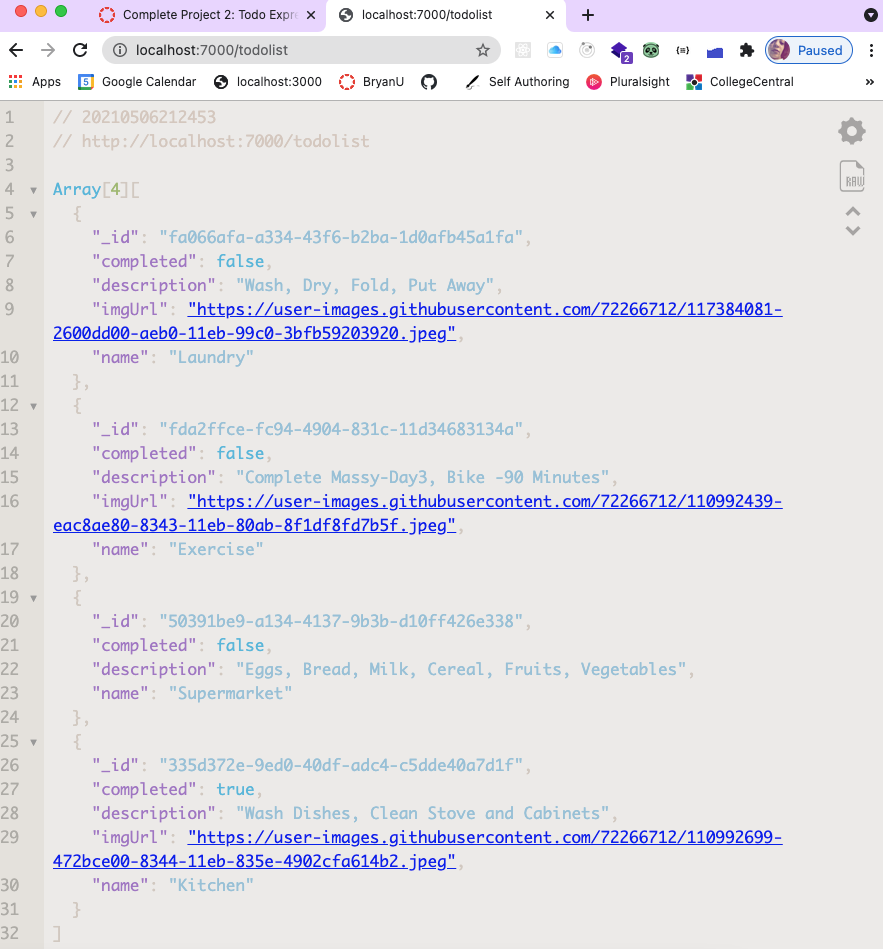 Complete Project 2: Todo Expre
localhost:7000/todolist
localhost:7000/todolist
2
Paused
Apps
5
Google Calendar
localhost:3000
BryanU
Self Authoring
Pluralsight
CollegeCentral
»
1 // 20210506212453
2 // http://localhost:7000/todolist
3
4 Array[4][
5 {
6 "_id": "fa066afa-a334-43f6-b2ba-1d0afb45a1fa",
7 "completed": false,
8 "description": "Wash, Dry, Fold, Put Away",
9 "imgUrl": "https://user-images.githubusercontent.com/72266712/117384081-
2600dd00-aeb0-11eb-99c0-3bfb59203920.jpeg",
10 "name": "Laundry"
11 },
12 {
13 "_id": "fda2ffce-fc94-4904-831c-11d34683134a",
14 "completed": false,
15 "description": "Complete Massy-Day3, Bike -90 Minutes",
16 "imgUrl": "https://user-images.githubusercontent.com/72266712/110992439-
eac8ae80-8343-11eb-80ab-8f1df8fd7b5f.jpeg",
17 "name": "Exercise"
18 },
19 {
20 "_id": "50391be9-a134-4137-9b3b-d10ff426e338",
21 "completed": false,
22 "description": "Eggs, Bread, Milk, Cereal, Fruits, Vegetables",
23 "name": "Supermarket"
24 },
25 {
26 "_id": "335d372e-9ed0-40df-adc4-c5dde40a7d1f",
27 "completed": true,
28 "description": "Wash Dishes, Clean Stove and Cabinets",
29 "imgUrl": "https://user-images.githubusercontent.com/72266712/110992699-
472bce00-8344-11eb-835e-4902cfa614b2.jpeg",
30 "name": "Kitchen"
31 }
32 ]
RAW